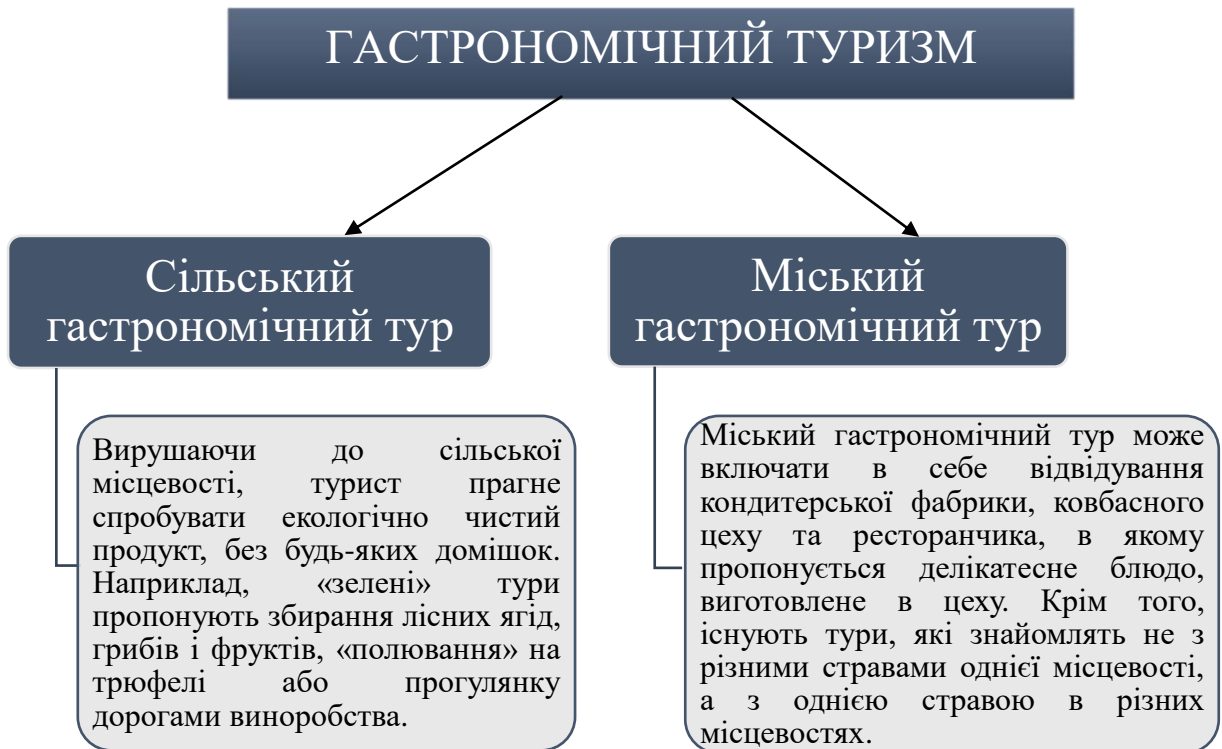 ГАСТРОНОМІЧНИЙ ТУРИЗМ
Сільський
гастрономічний тур
Вирушаючи до сільської
місцевості, турист прагне
спробувати екологічно чистий
продукт, без будь-яких домішок.
Наприклад, «зелені» тури
пропонують збирання лісних ягід,
грибів і фруктів, «полювання» на
трюфелі або прогулянку
дорогами виноробства.
Міський
гастрономічний тур
Міський гастрономічний тур може
включати в себе відвідування
кондитерської фабрики, ковбасного
цеху та ресторанчика, в якому
пропонується делікатесне блюдо,
виготовлене в цеху. Крім того,
існують тури, які знайомлять не з
різними стравами однієї місцевості,
а з однією стравою в різних
місцевостях.